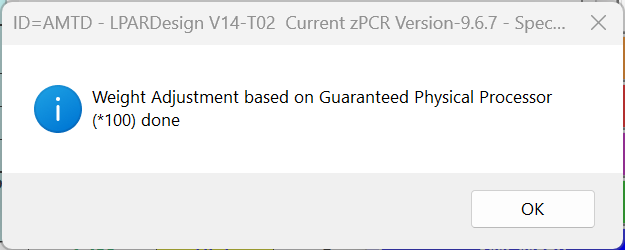 ID=AMTD - LPARDesign V14-T02  Current zPCR Version-9.6.7 - Spec...
Weight Adjustment based on Guaranteed Physical Processor
(*100) done
OK